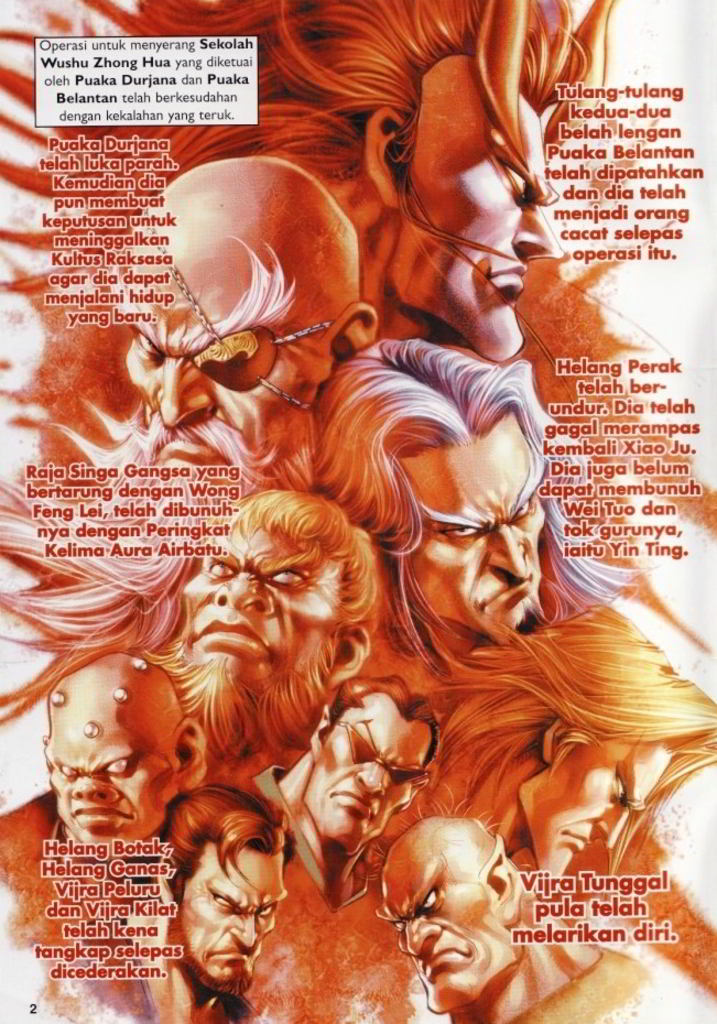 Operasi untuk menyerang Sekolah
Wushu Zhong Hua yang diketuai
oleh Puaka Durjana dan Puaka
Belantan telah berkesudahan
dengan kekalahan yang teruk.
Puaka Durjana
telah luka parah.
Kemudian dia
pun membuat
keputusan untuk
meninggalkan
Kultus Raksasa
agar dia dapat
menjalani hidup
yang baru.
Tulang-tulang
kedua-dua
belah lengan
Puaka Belantan
telah dipatahkan
dan dia telah
menjadi orang
cacat selepas
operasi itu.
Helang Perak
telah ber-
undur. Dia telah
gagal merampas
kembali Xiao Ju.
Dia juga belum
dapat membunuh
Wei Tuo dan
tok gurunya,
iaitu Yin Ting.
Raja Singa Gangsa yang
bertarung dengan Wong
Feng Lei, telah dibunuh-
nya dengan Peringkat
Kelima Aura Airbatu.
Helang Botak,
Helang Ganas,
Vijra Peluru
dan Vijra Kilat
telah kena
tangkap selepas
dicederakan.
Vijra Tunggal
pula telah
melarikan diri.
2